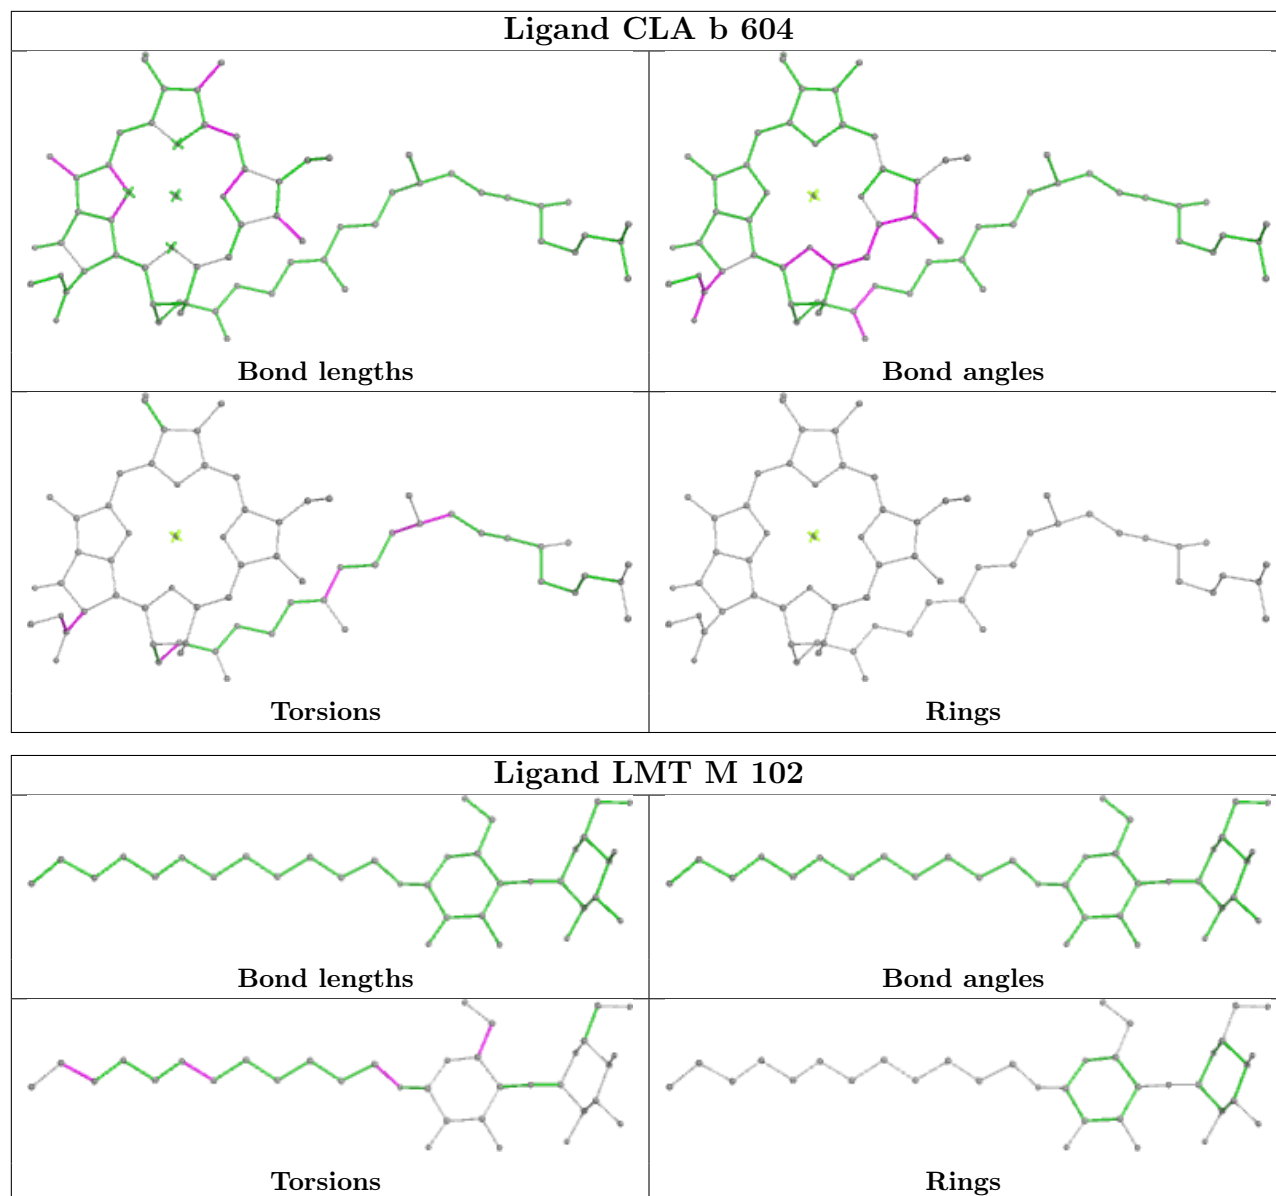 Ligand CLA b 604
Bond lengths
Bond angles
Torsions
Rings
Ligand LMT M 102
Bond lengths
Bond angles
Torsions
Rings